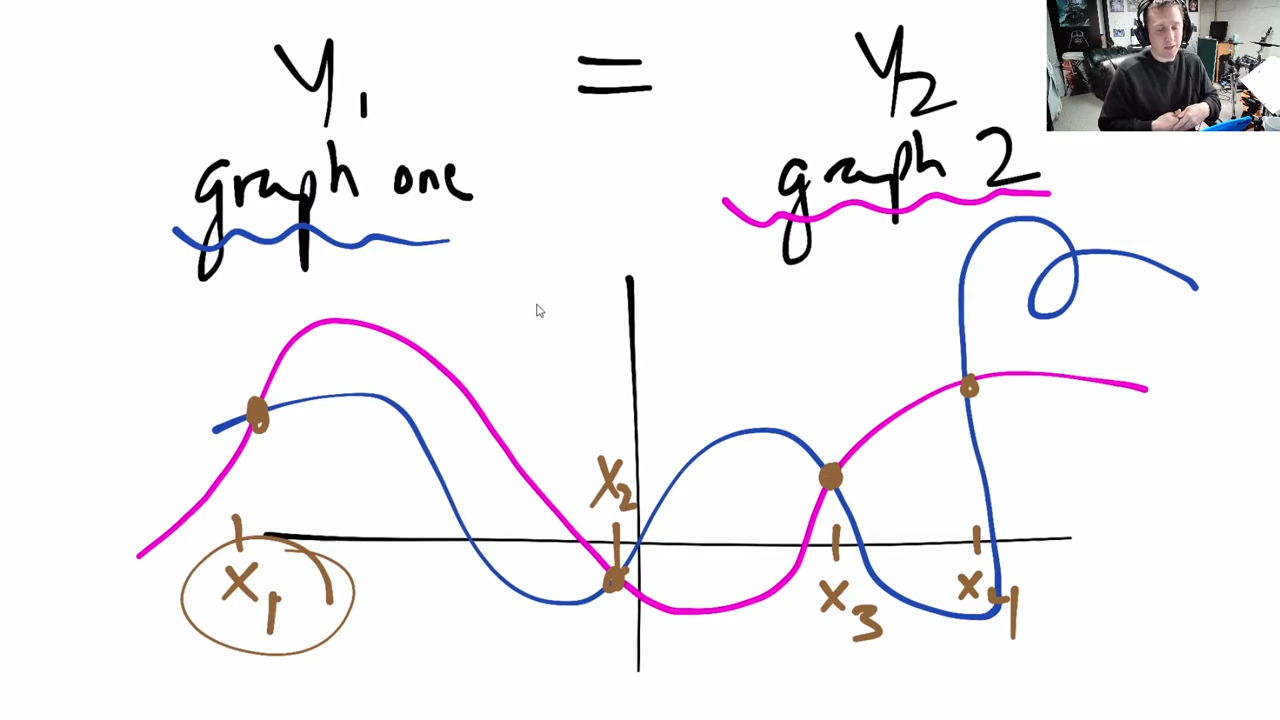 y₁ = y₂
graph one graph 2
x₂
x₁ x₃ x₄